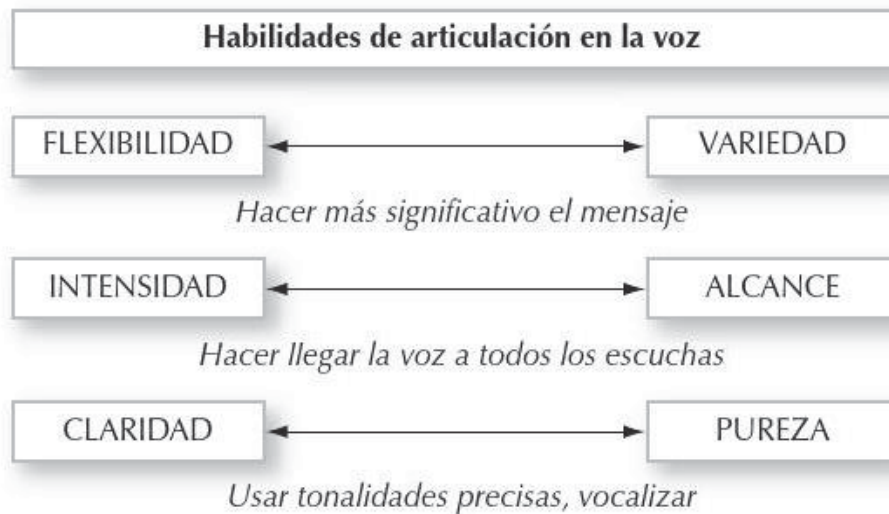 Habilidades de articulación en la voz
FLEXIBILIDAD VARIEDAD
Hacer más significativo el mensaje
INTENSIDAD ALCANCE
Hacer llegar la voz a todos los escuchas
CLARIDAD PUREZA
Usar tonalidades precisas, vocalizar